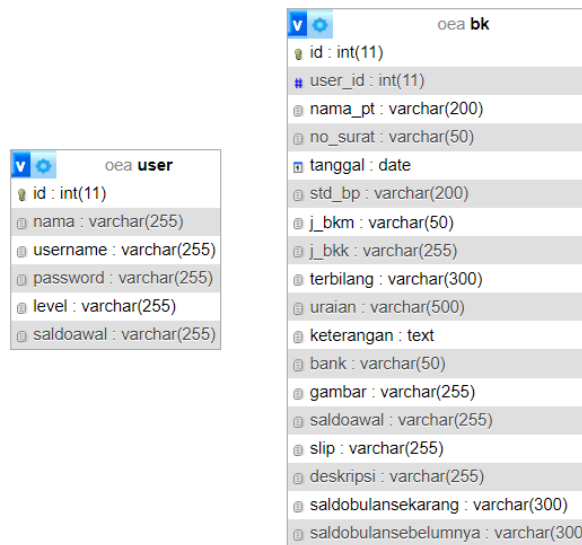 oea user
id : int(11)
nama : varchar(255)
username : varchar(255)
password : varchar(255)
level : varchar(255)
saldoawal : varchar(255)
oea bk
id : int(11)
user_id : int(11)
nama_pt : varchar(200)
no_surat : varchar(50)
tanggal : date
std_bp : varchar(200)
j_bkm : varchar(50)
j_bkk : varchar(255)
terbilang : varchar(300)
uraian : varchar(500)
keterangan : text
bank : varchar(50)
gambar : varchar(255)
saldoawal : varchar(255)
slip : varchar(255)
deskripsi : varchar(255)
saldobulansekarang : varchar(300)
saldobulansebelumnya : varchar(300